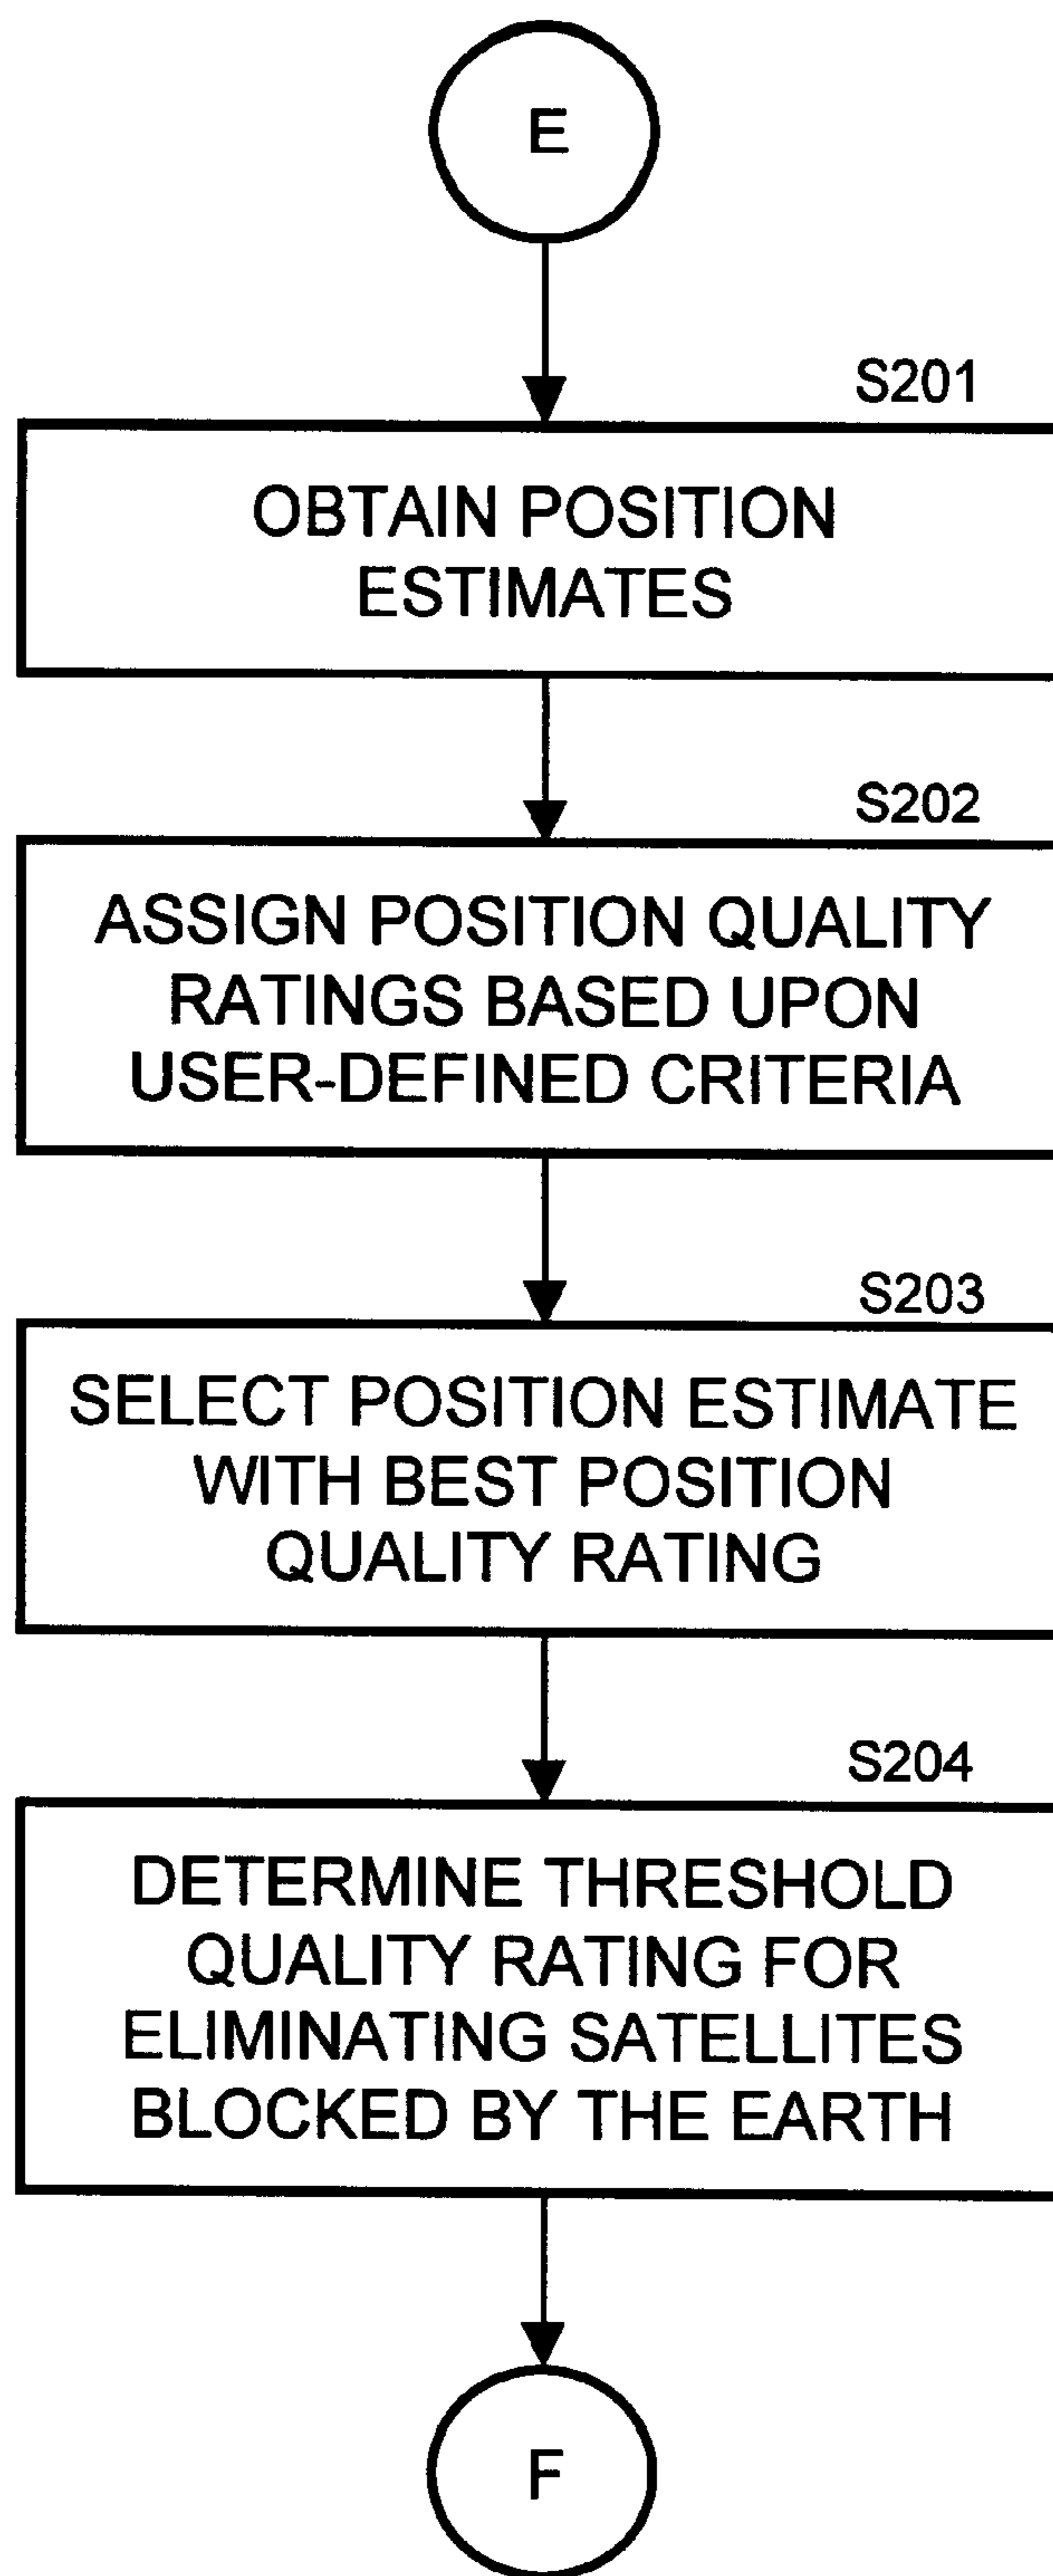 E
S201
OBTAIN POSITION
ESTIMATES
S202
ASSIGN POSITION QUALITY
RATINGS BASED UPON
USER-DEFINED CRITERIA
S203
SELECT POSITION ESTIMATE
WITH BEST POSITION
QUALITY RATING
S204
DETERMINE THRESHOLD
QUALITY RATING FOR
ELIMINATING SATELLITES
BLOCKED BY THE EARTH
F